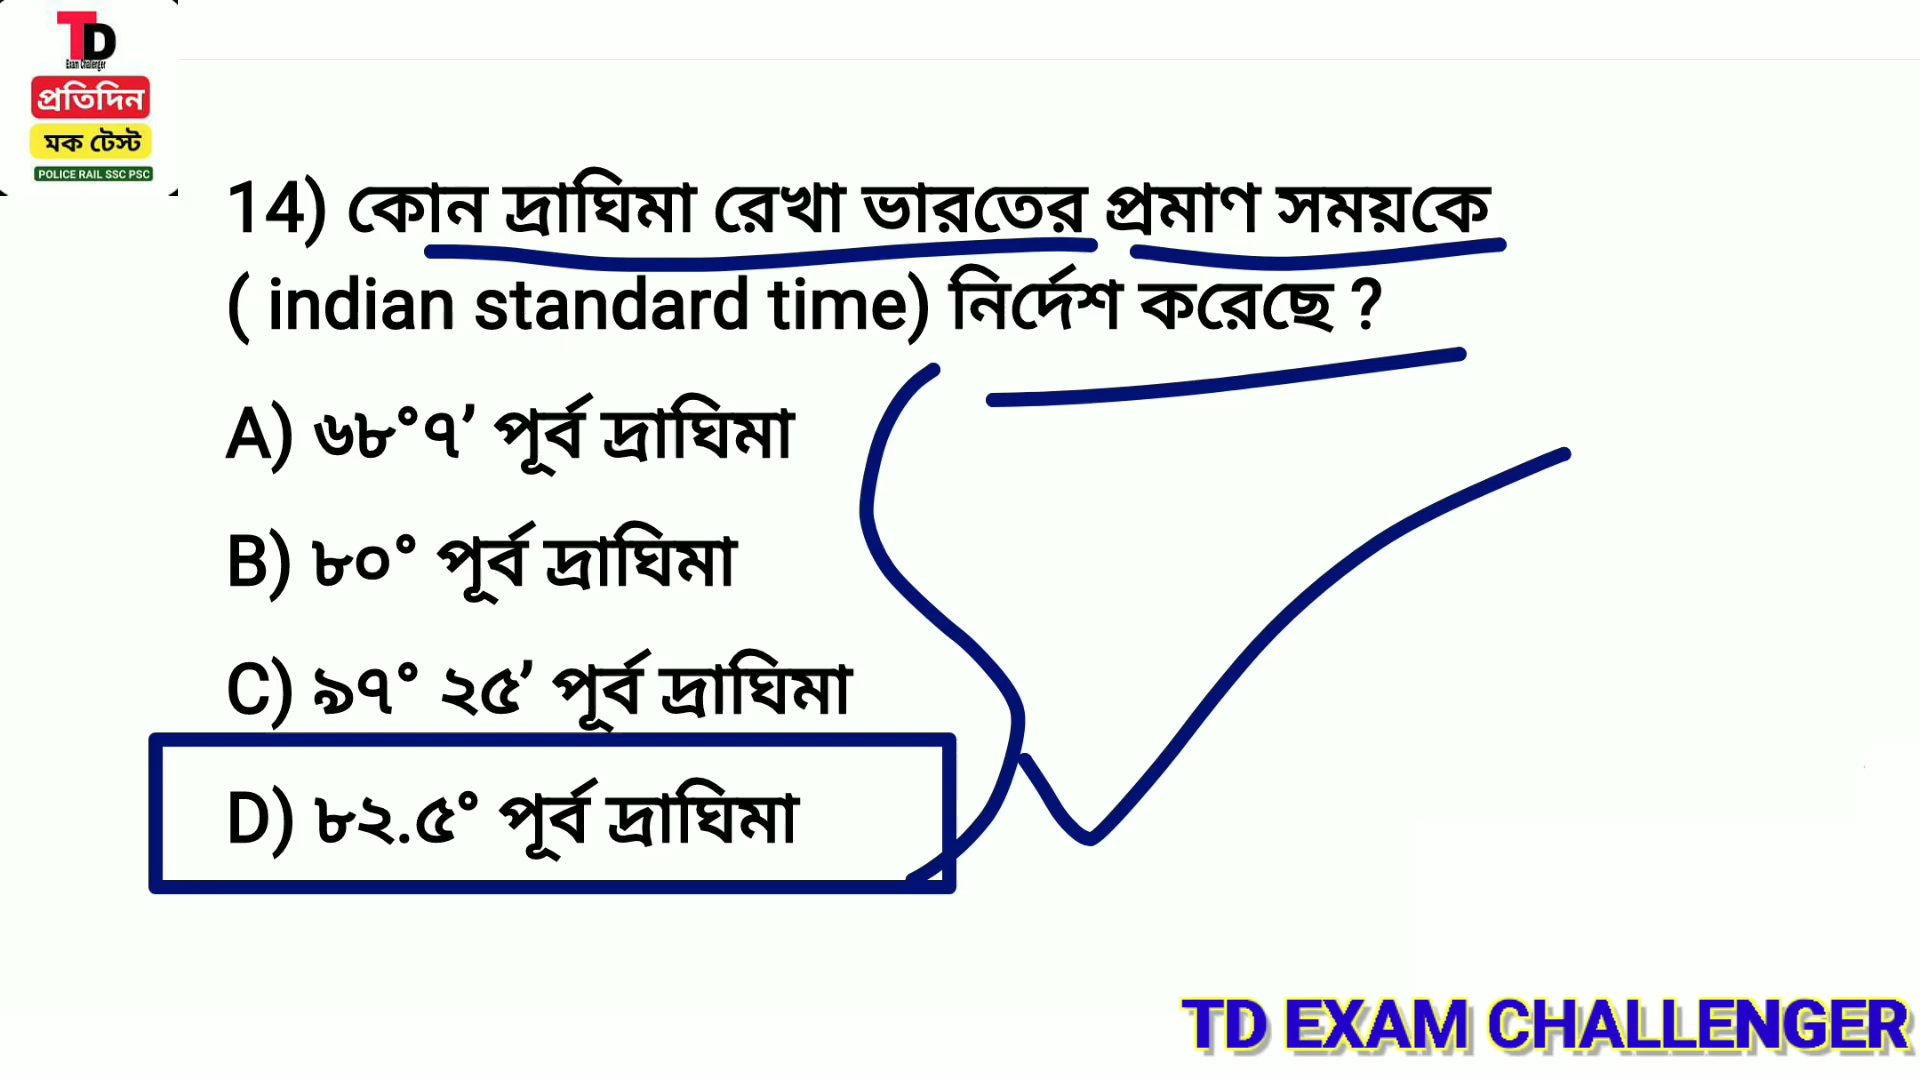 TD
Exam Challenger
প্রতিদিন
মক টেস্ট
POLICE RAIL SSC PSC
14) কোন দ্রাঘিমা রেখা ভারতের প্রমাণ সময়কে
( indian standard time) নির্দেশ করেছে ?
A) ৬৮°৭’ পূর্ব দ্রাঘিমা
B) ৮০° পূর্ব দ্রাঘিমা
C) ৯৭° ২৫’ পূর্ব দ্রাঘিমা
D) ৮২.৫° পূর্ব দ্রাঘিমা
TD EXAM CHALLENGER